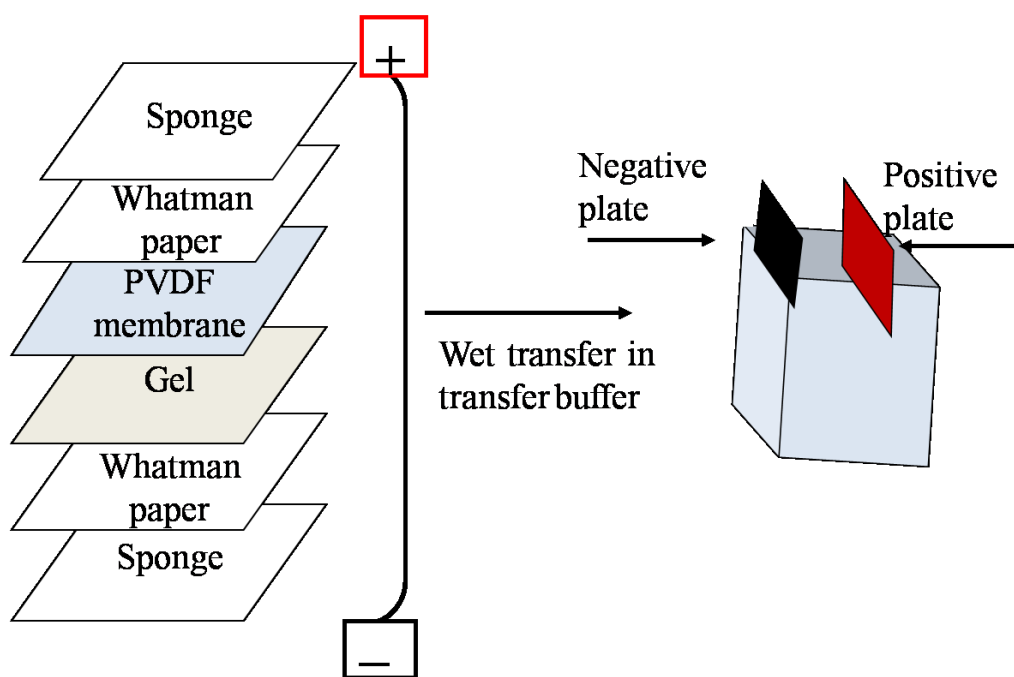 +
Sponge
Whatman
paper
PVDF
membrane
Gel
Whatman
paper
Sponge
—
Wet transfer in
transfer buffer
Negative
plate
Positive
plate